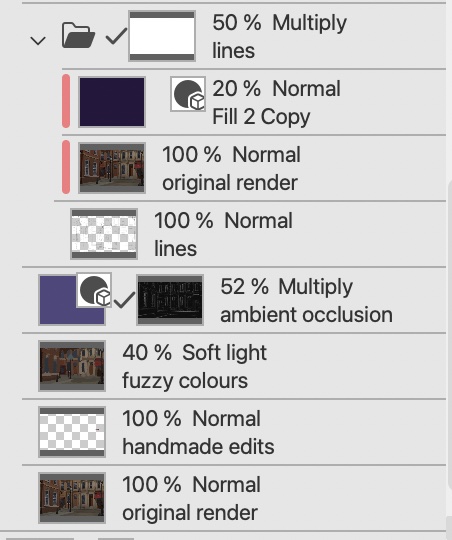 50 % Multiply
lines
20 % Normal
Fill 2 Copy
100 % Normal
original render
100 % Normal
lines
52 % Multiply
ambient occlusion
40 % Soft light
fuzzy colours
100 % Normal
handmade edits
100 % Normal
original render